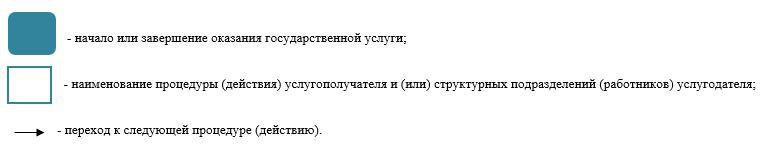 - начало или завершение оказания государственной услуги;
- наименование процедуры (действия) услугополучателя и (или) структурных подразделений (работников) услугодателя;
- переход к следующей процедуре (действию).